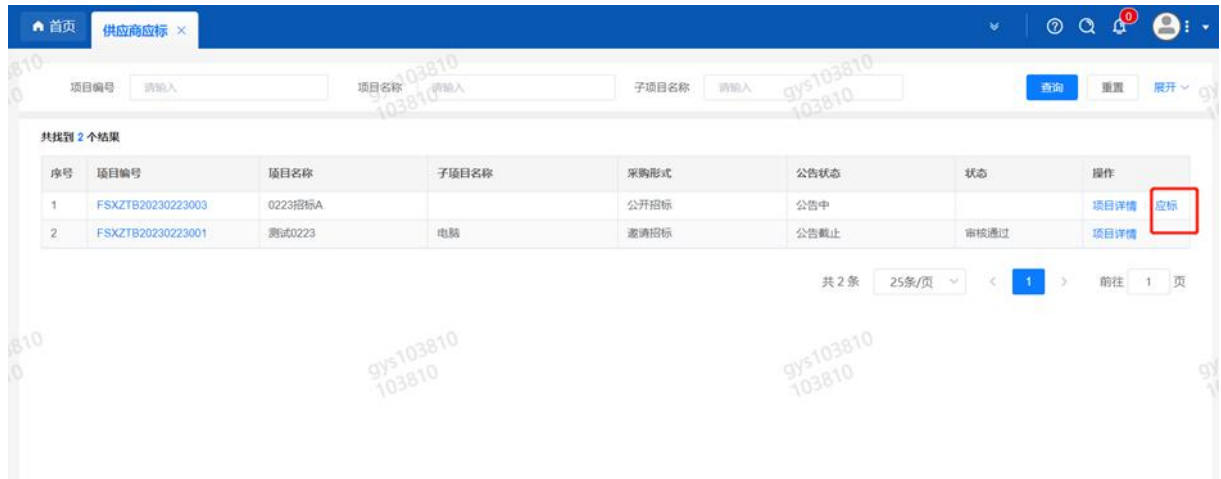 首页 供应商应标 × 0
项目编号 请输入 项目名称 请输入 子项目名称 请输入 查询 重置 展开
共找到 2 个结果
序号 项目编号 项目名称 子项目名称 采购形式 公告状态 状态 操作
1 FSXZTB20230223003 0223招标A 公开招标 公告中 项目详情 应标
2 FSXZTB20230223001 测试0223 电脑 邀请招标 公告截止 审核通过 项目详情
共 2 条 25条/页 < 1 > 前往 1 页
gys103810
103810
gys103810
103810
gys103810
103810
gys103810
103810